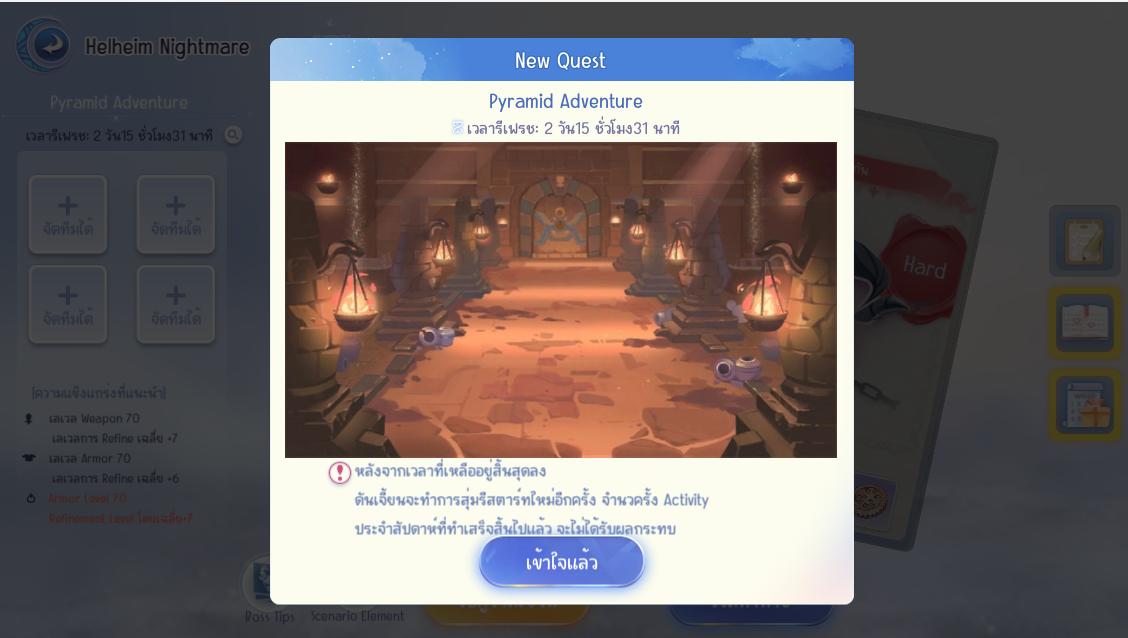 Helheim Nightmare
Pyramid Adventure
เวลารีเฟรช: 2 วัน15 ชั่วโมง31 นาที
จัดทีมได้
จัดทีมได้
จัดทีมได้
จัดทีมได้
|ความแข็งแกร่งที่แนะนำ|
เลเวล Weapon 70
เลเวลการ Refine เฉลี่ย +7
เลเวล Armor 70
เลเวลการ Refine เฉลี่ย +6
Armor Level 70
Refinement Level โดยเฉลี่ย+7
New Quest
Pyramid Adventure
เวลารีเฟรช: 2 วัน15 ชั่วโมง31 นาที
หลังจากเวลาที่เหลืออยู่สิ้นสุดลง
ดันเจี้ยนจะทำการสุ่มรีสตาร์ทใหม่อีกครั้ง จำนวครั้ง Activity
ประจำสัปดาห์ที่ทำเสร็จสิ้นไปแล้ว จะไม่ได้รับผลกระทบ
เข้าใจแล้ว
Hard
Boss Tips
Scenario Element